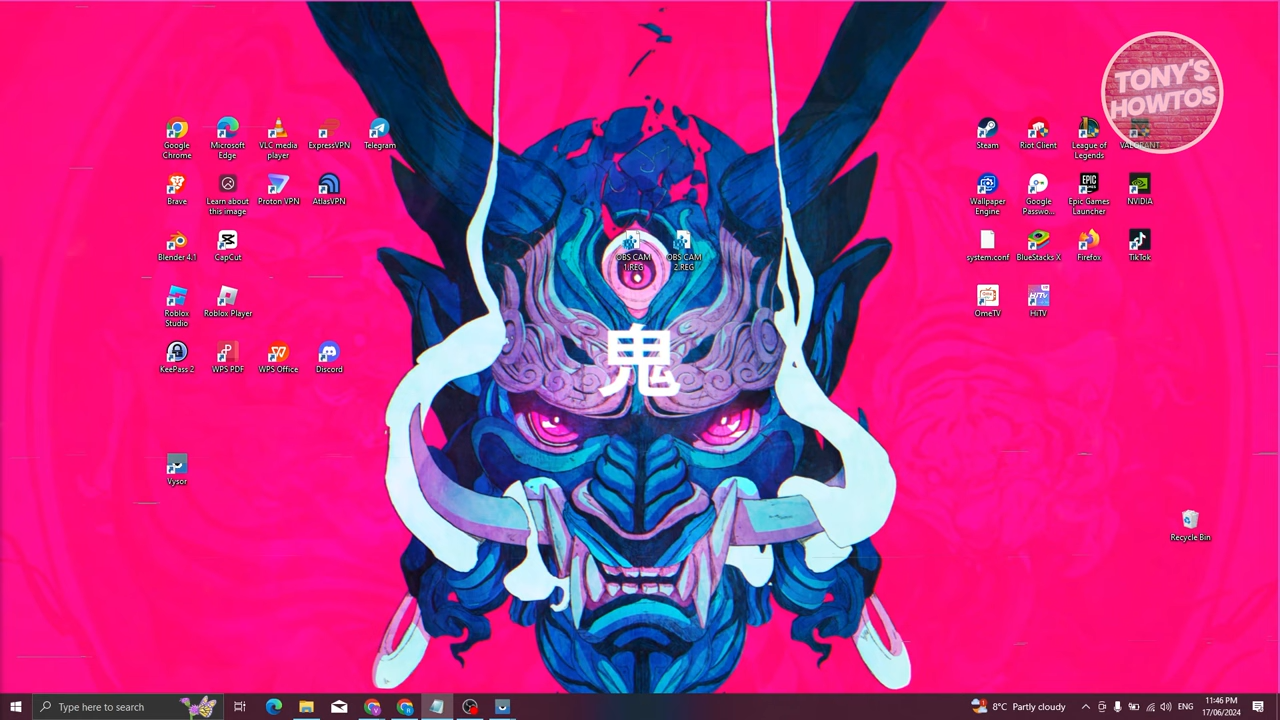 TONY'S
HOWTOS
Google
Chrome
Microsoft
Edge
VLC media
player
ExpressVPN
Telegram
Steam
Riot Client
League of
Legends
VALORANT
Brave
Learn about
this image
Proton VPN
AtlasVPN
Wallpaper
Engine
Google
Passwo...
EPIC
GAMES
Epic Games
Launcher
NVIDIA
Blender 4.1
CapCut
OBS CAM
1.REG
OBS CAM
2.REG
system.conf
BlueStacks X
Firefox
TikTok
Roblox
Studio
Roblox Player
OmeTV
HiTV
HiTV
鬼
KeePass 2
WPS PDF
WPS Office
Discord
Vysor
Recycle Bin
Type here to search
8°C Partly cloudy
ENG
11:46 PM
17/06/2024